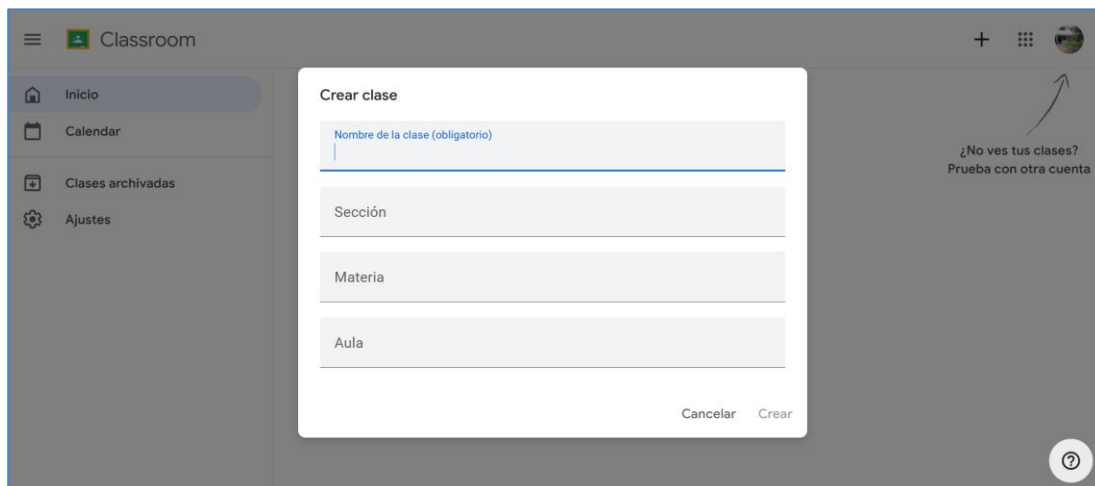 Classroom
Inicio
Calendar
Clases archivadas
Ajustes
Crear clase
Nombre de la clase (obligatorio)
Sección
Materia
Aula
Cancelar Crear
¿No ves tus clases?
Prueba con otra cuenta